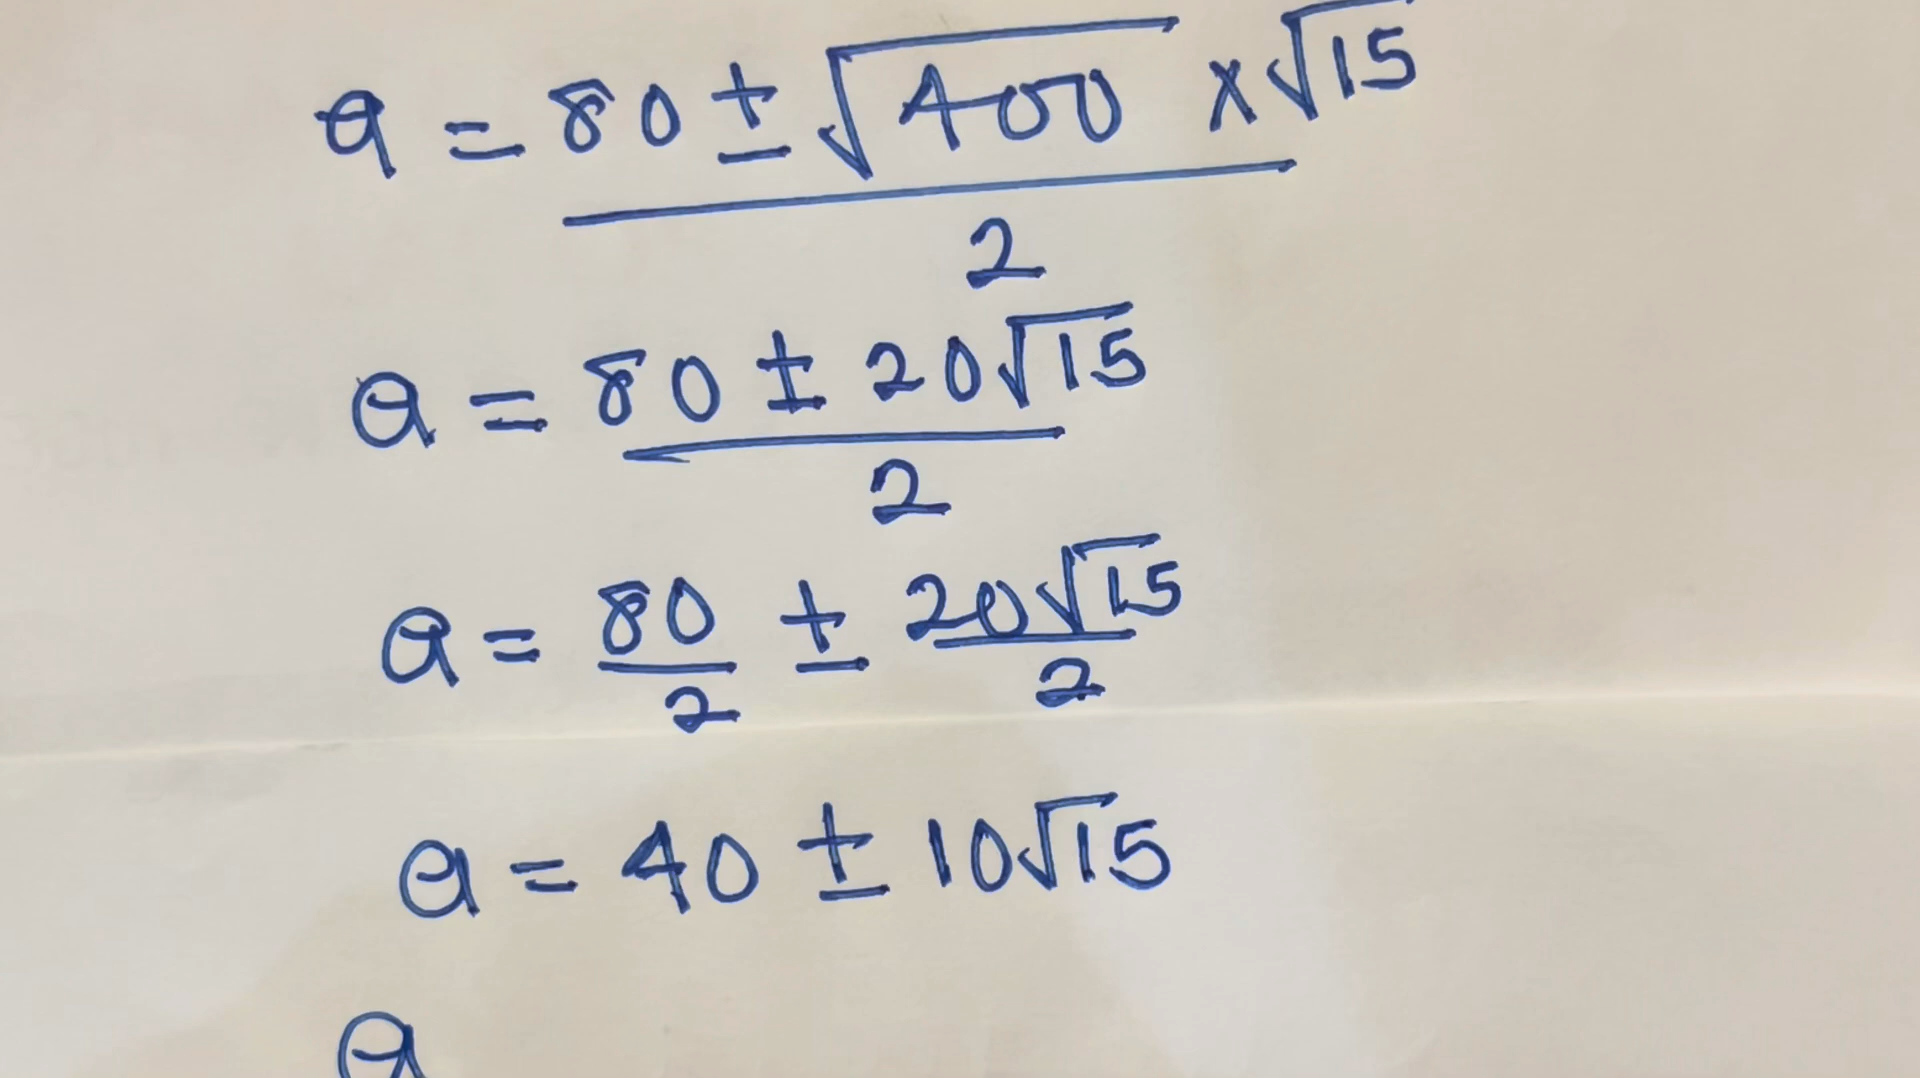 a = (80 ± √400 × √15) / 2
a = (80 ± 20√15) / 2
a = 80/2 ± 20√15/2
a = 40 ± 10√15
a